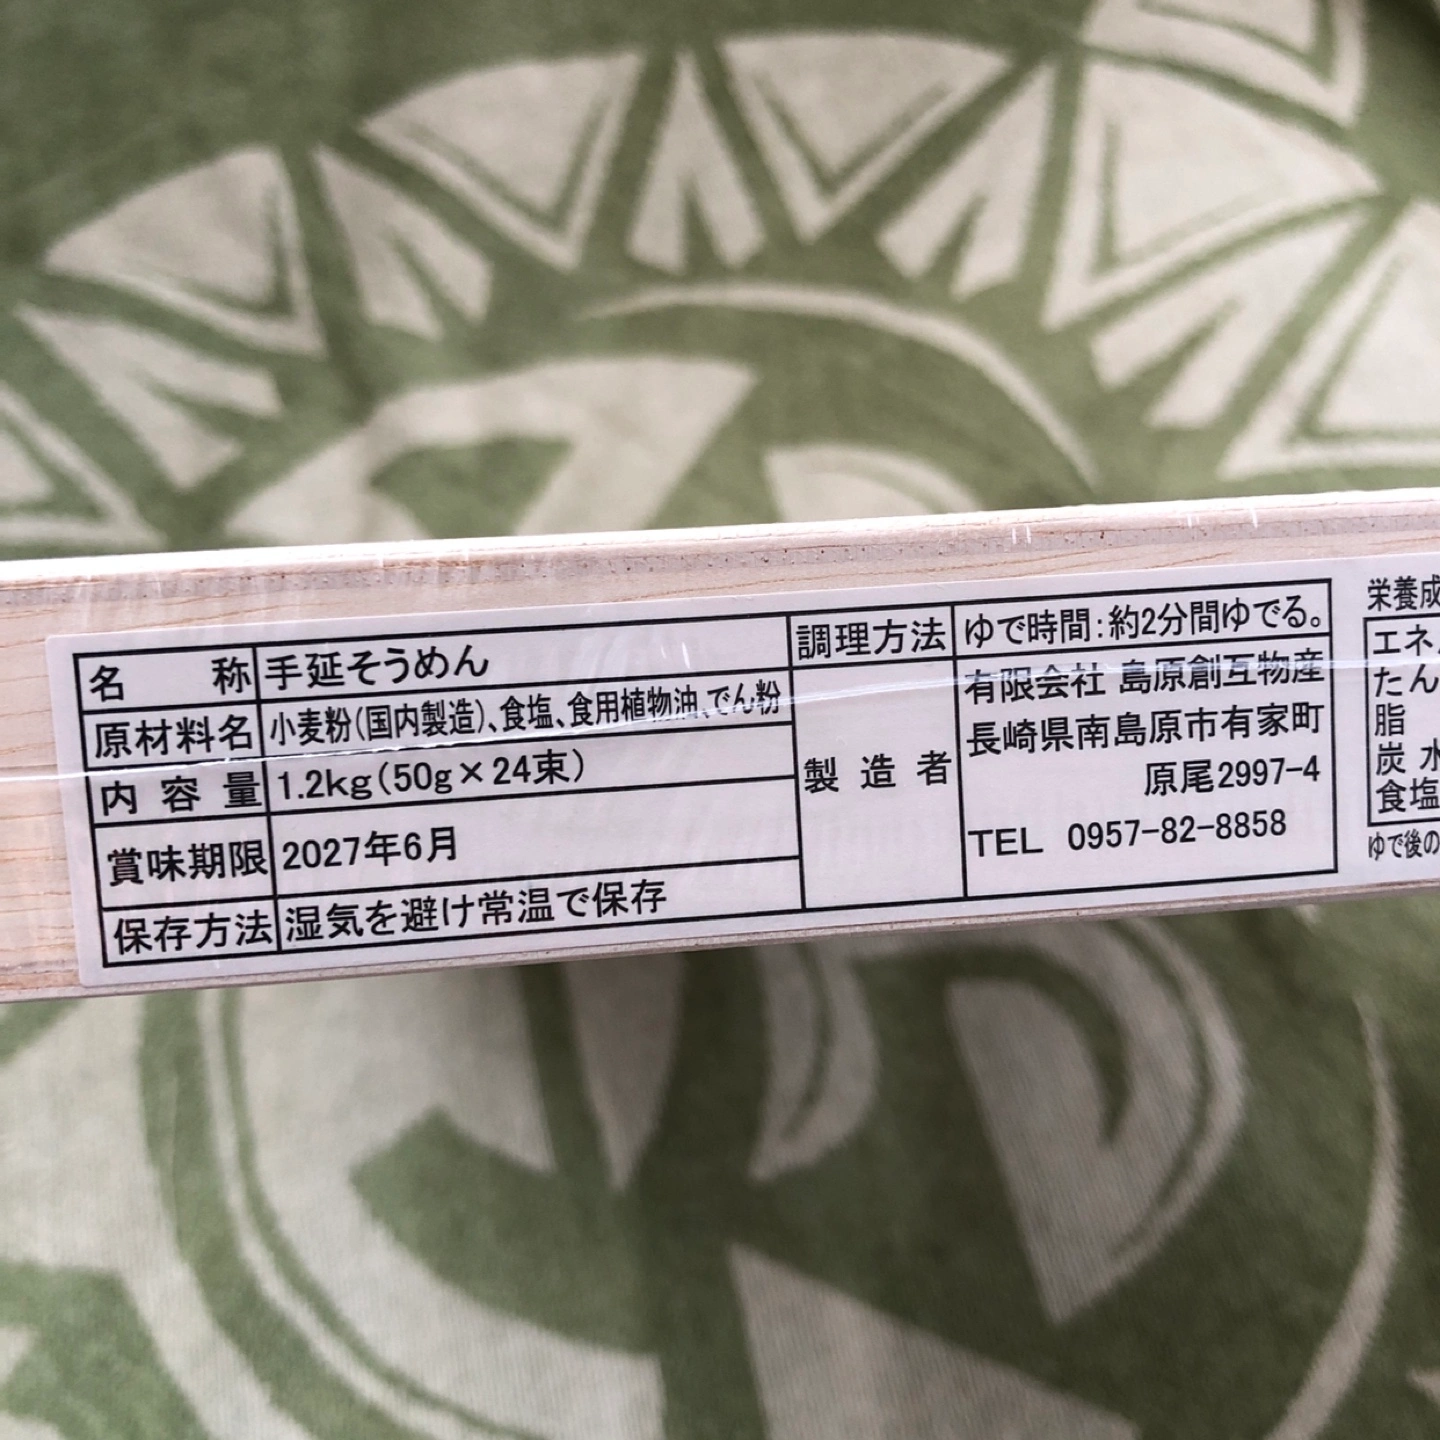 名称 手延そうめん
原材料名 小麦粉(国内製造)、食塩、食用植物油、でん粉
内容量 1.2kg(50g×24束)
賞味期限 2027年6月
保存方法 湿気を避け常温で保存
調理方法 ゆで時間:約2分間ゆでる。
製造者 有限会社 島原創互物産
長崎県南島原市有家町
原尾2997-4
TEL 0957-82-8858
栄養成
エネ
たん
脂
炭水
食塩
ゆで後の